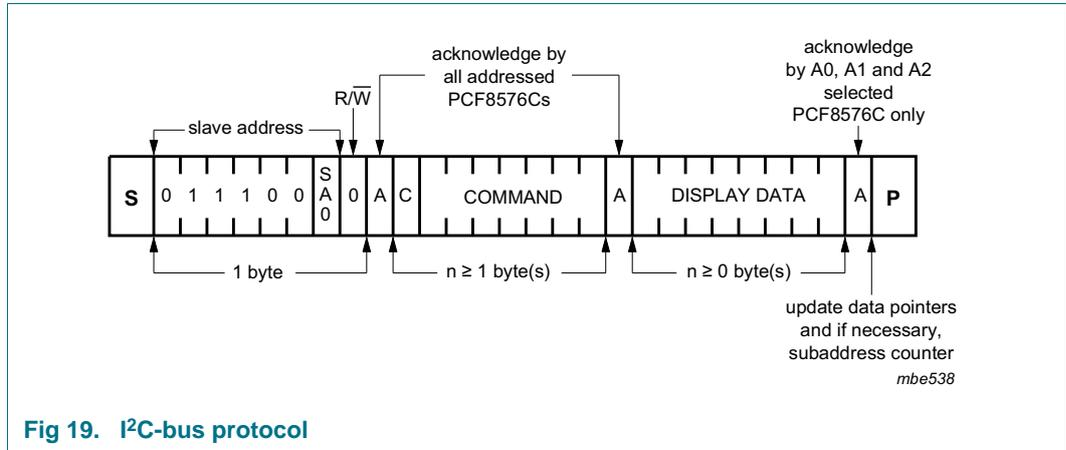 acknowledge by
all addressed
PCF8576Cs
acknowledge
by A0, A1 and A2
selected
PCF8576C only
R/W̅
slave address
S 0 1 1 1 0 0 SA0 0 A C COMMAND A DISPLAY DATA A P
1 byte
n ≥ 1 byte(s)
n ≥ 0 byte(s)
update data pointers
and if necessary,
subaddress counter
mbe538
Fig 19. I²C-bus protocol